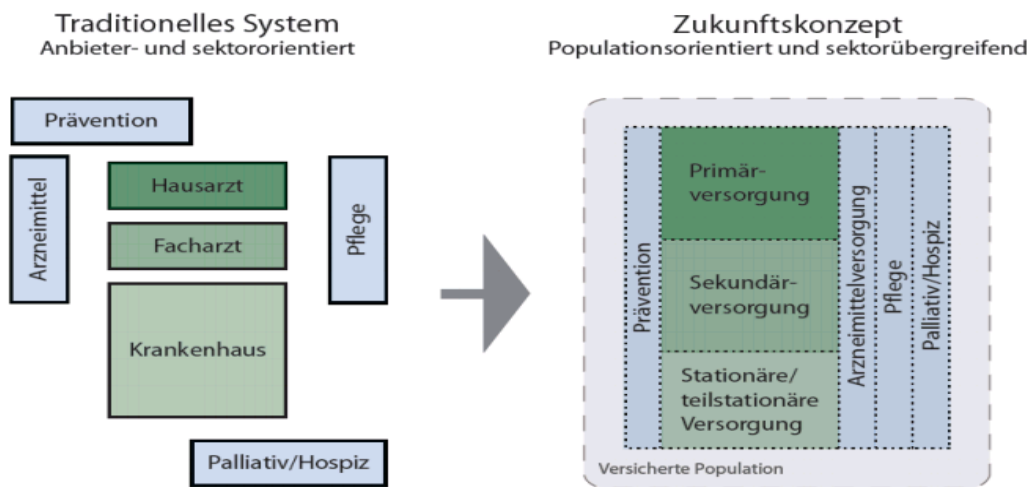 Traditionelles System
Anbieter- und sektororientiert
Prävention
Arzneimittel
Hausarzt
Facharzt
Krankenhaus
Pflege
Palliativ/Hospiz
Zukunftskonzept
Populationsorientiert und sektorübergreifend
Prävention
Primär-
versorgung
Sekundär-
versorgung
Stationäre/
teilstationäre
Versorgung
Arzneimittelversorgung
Pflege
Palliativ/Hospiz
Versicherte Population